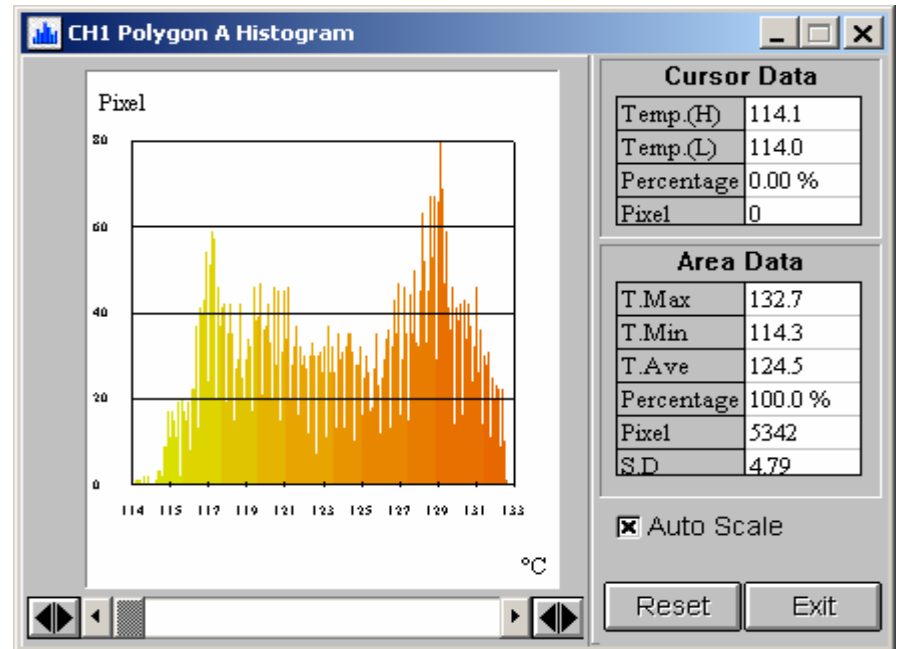 CH1 Polygon A Histogram
Pixel
80
60
40
20
0
114 115 117 119 121 123 125 127 129 131 133
°C
Cursor Data
Temp.(H) 114.1
Temp.(L) 114.0
Percentage 0.00 %
Pixel 0
Area Data
T.Max 132.7
T.Min 114.3
T.Ave 124.5
Percentage 100.0 %
Pixel 5342
S.D 4.79
Auto Scale
Reset Exit